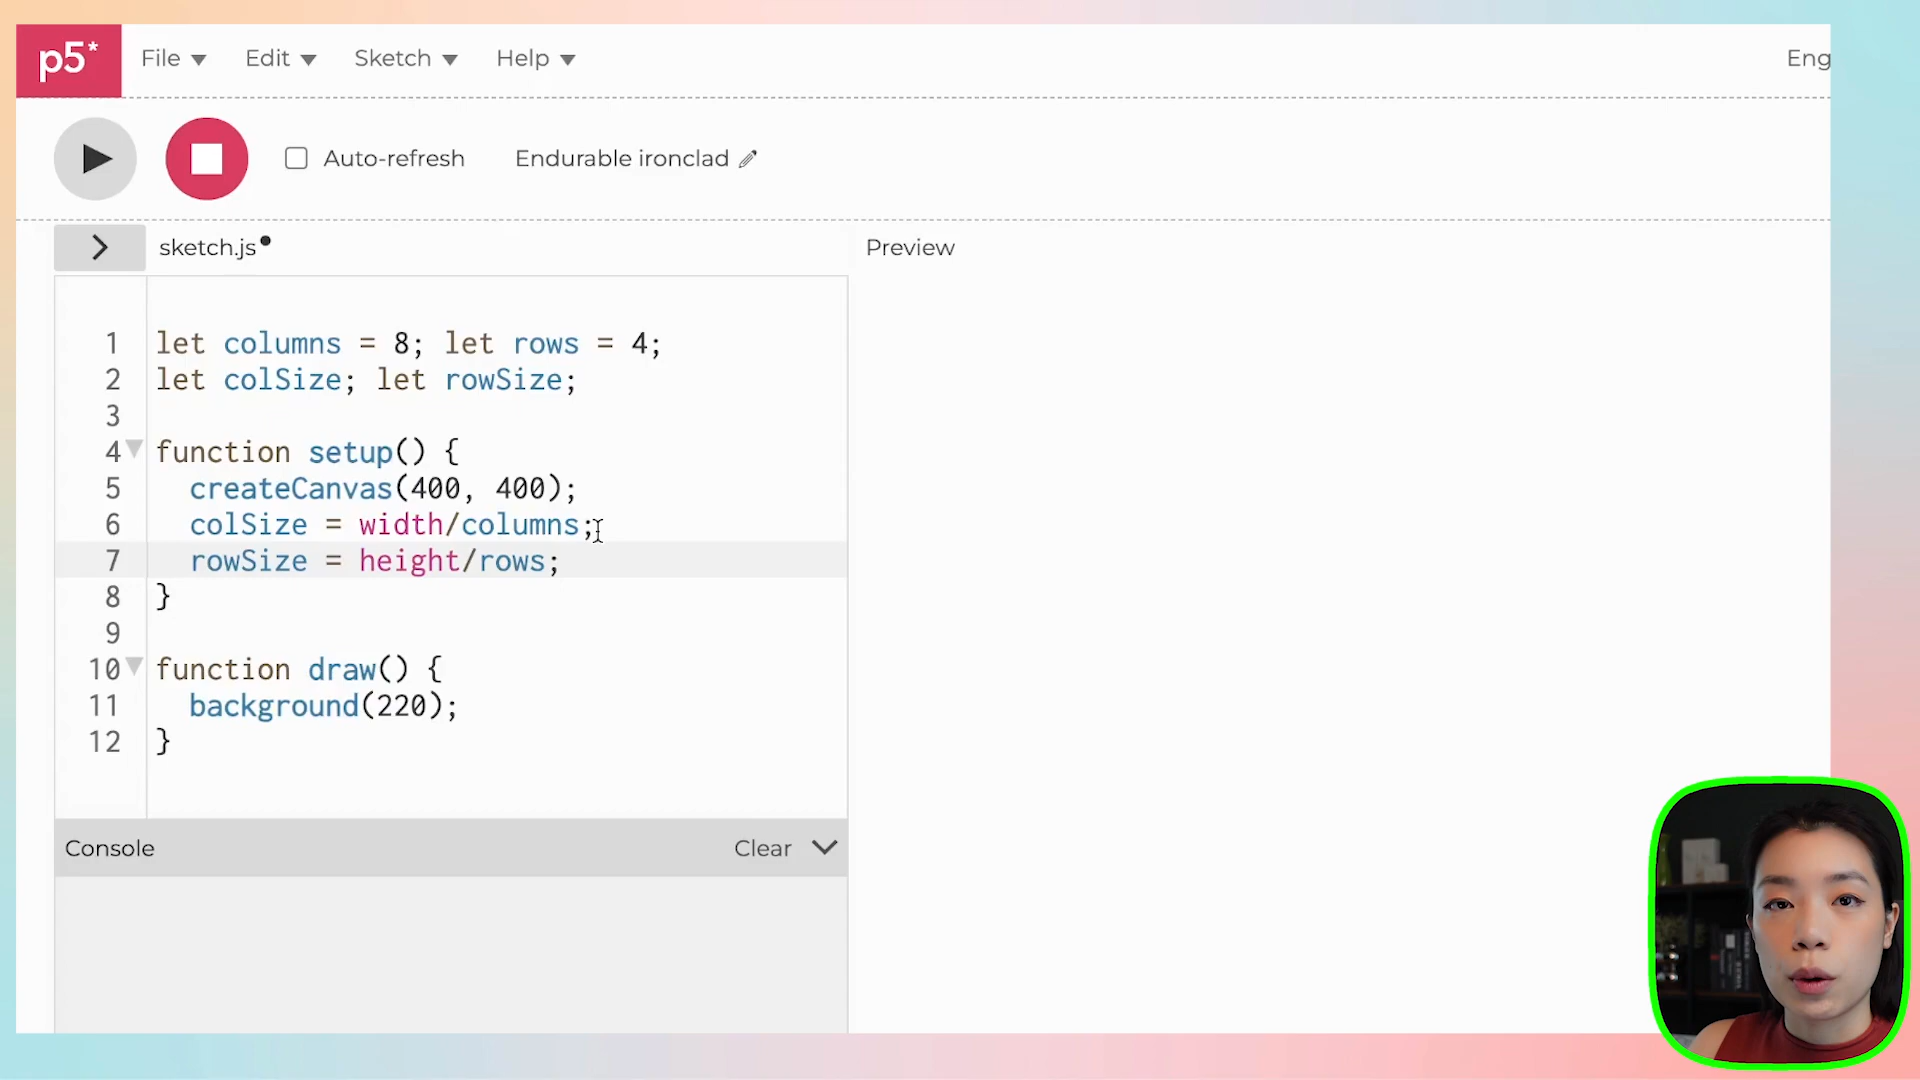 p5* File Edit Sketch Help Eng
Auto-refresh Endurable ironclad
sketch.js Preview
1 let columns = 8; let rows = 4;
2 let colSize; let rowSize;
3
4 function setup() {
5 createCanvas(400, 400);
6 colSize = width/columns;
7 rowSize = height/rows;
8 }
9
10 function draw() {
11 background(220);
12 }
Console Clear